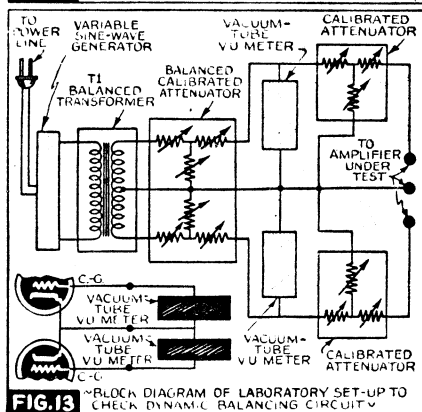 TO
POWER
LINE
VARIABLE
SINE-WAVE
GENERATOR
T1
BALANCED
TRANSFORMER
BALANCED
CALIBRATED
ATTENUATOR
VACUUM-
TUBE
VU METER
CALIBRATED
ATTENUATOR
TO
AMPLIFIER
UNDER
TEST
C.-G.
VACUUM-
TUBE
VU METER
VACUUM-
TUBE
VU METER
C.-G.
VACUUM-
TUBE
VU METER
CALIBRATED
ATTENUATOR
FIG.13
~BLOCK DIAGRAM OF LABORATORY SET-UP TO
CHECK DYNAMIC BALANCING CIRCUIT~